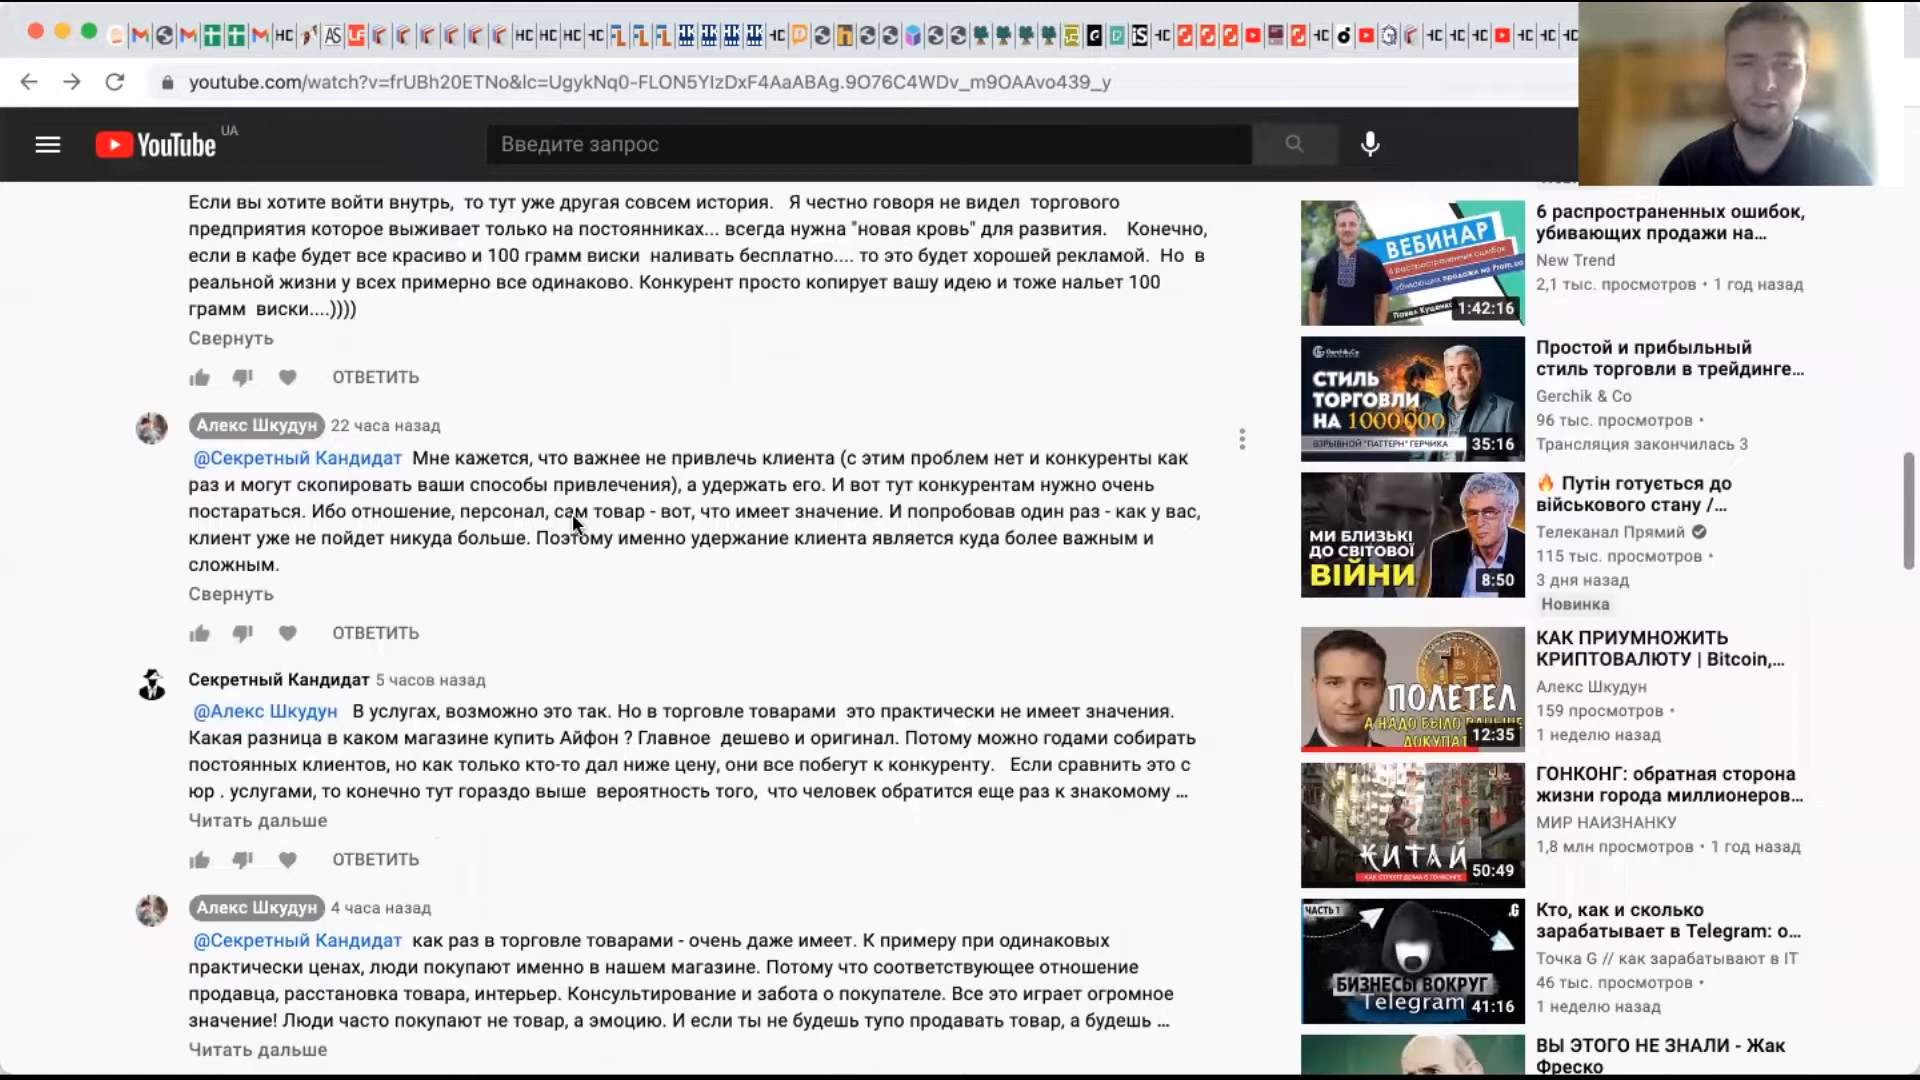 youtube.com/watch?v=frUBh20ETNo&lc=UgykNq0-FLON5YIzDxF4AaABAg.9O76C4WDv_m9OAAvo439_y
YouTube UA
Введите запрос
Если вы хотите войти внутрь, то тут уже другая совсем история. Я честно говоря не видел торгового
предприятия которое выживает только на постоянниках... всегда нужна "новая кровь" для развития. Конечно,
если в кафе будет все красиво и 100 грамм виски наливать бесплатно.... то это будет хорошей рекламой. Но в
реальной жизни у всех примерно все одинаково. Конкурент просто копирует вашу идею и тоже нальет 100
грамм виски....))))
Свернуть
ОТВЕТИТЬ
Алекс Шкудун 22 часа назад
@Секретный Кандидат Мне кажется, что важнее не привлечь клиента (с этим проблем нет и конкуренты как
раз и могут скопировать ваши способы привлечения), а удержать его. И вот тут конкурентам нужно очень
постараться. Ибо отношение, персонал, сам товар - вот, что имеет значение. И попробовав один раз - как у вас,
клиент уже не пойдет никуда больше. Поэтому именно удержание клиента является куда более важным и
сложным.
Свернуть
ОТВЕТИТЬ
Секретный Кандидат 5 часов назад
@Алекс Шкудун В услугах, возможно это так. Но в торговле товарами это практически не имеет значения.
Какая разница в каком магазине купить Айфон ? Главное дешево и оригинал. Потому можно годами собирать
постоянных клиентов, но как только кто-то дал ниже цену, они все побегут к конкуренту. Если сравнить это с
юр . услугами, то конечно тут гораздо выше вероятность того, что человек обратится еще раз к знакомому ...
Читать дальше
ОТВЕТИТЬ
Алекс Шкудун 4 часа назад
@Секретный Кандидат как раз в торговле товарами - очень даже имеет. К примеру при одинаковых
практически ценах, люди покупают именно в нашем магазине. Потому что соответствующее отношение
продавца, расстановка товара, интерьер. Консультирование и забота о покупателе. Все это играет огромное
значение! Люди часто покупают не товар, а эмоцию. И если ты не будешь тупо продавать товар, а будешь ...
Читать дальше
ВЕБИНАР
6 распространенных ошибок
убивающих продажи на Prom.ua
Павел Куценко
1:42:16
6 распространенных ошибок,
убивающих продажи на...
New Trend
2,1 тыс. просмотров • 1 год назад
Gerchik&Co
СТИЛЬ
ТОРГОВЛИ
НА 1000000
ВЗРЫВНОЙ "ПАТТЕРН" ГЕРЧИКА
35:16
Простой и прибыльный
стиль торговли в трейдинге...
Gerchik & Co
96 тыс. просмотров •
Трансляция закончилась 3
МИ БЛИЗЬКІ
ДО СВІТОВОЇ
ВІЙНИ
8:50
🔥 Путін готується до
військового стану /...
Телеканал Прямий
115 тыс. просмотров •
3 дня назад
Новинка
ПОЛЕТЕЛ
А НАДО БЫЛО РАНЬШЕ
12:35
КАК ПРИУМНОЖИТЬ
КРИПТОВАЛЮТУ | Bitcoin,...
Алекс Шкудун
159 просмотров •
1 неделю назад
КИТАЙ
50:49
ГОНКОНГ: обратная сторона
жизни города миллионеров...
МИР НАИЗНАНКУ
1,8 млн просмотров • 1 год назад
ЧАСТЬ 1
.G
БИЗНЕСЫ ВОКРУГ
Telegram
41:16
Кто, как и сколько
зарабатывает в Telegram: о...
Точка G // как зарабатывают в IT
46 тыс. просмотров •
1 неделю назад
ВЫ ЭТОГО НЕ ЗНАЛИ - Жак
Фреско